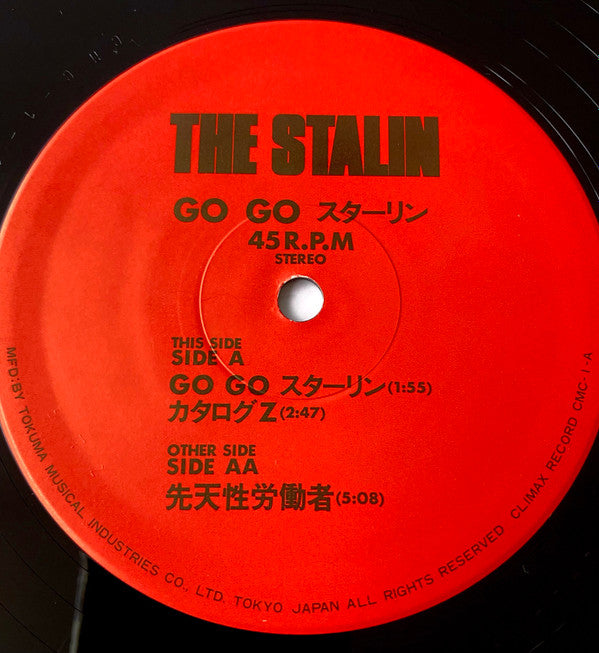 THE STALIN
GO GO スターリン
45 R.P.M
STEREO
THIS SIDE
SIDE A
GO GO スターリン(1:55)
カタログZ(2:47)
OTHER SIDE
SIDE AA
先天性労働者(5:08)
MFD: BY TOKUMA MUSICAL INDUSTRIES CO., LTD. TOKYO JAPAN ALL RIGHTS RESERVED CLIMAX RECORD CMC-1-A